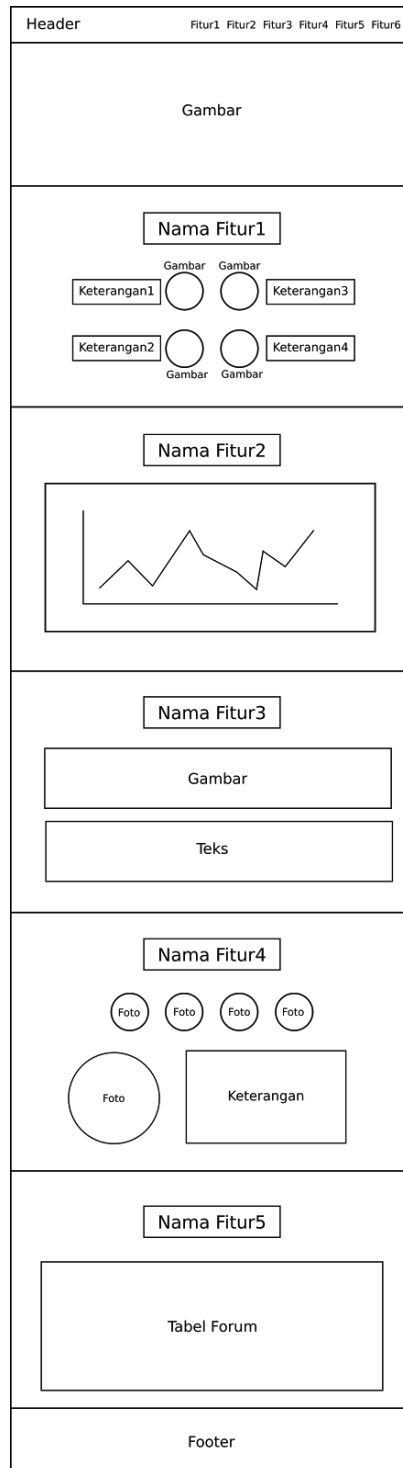 Header
Fitur1 Fitur2 Fitur3 Fitur4 Fitur5 Fitur6
Gambar
Nama Fitur1
Gambar Gambar
Keterangan1 Keterangan3
Keterangan2 Keterangan4
Gambar Gambar
Nama Fitur2
Nama Fitur3
Gambar
Teks
Nama Fitur4
Foto Foto Foto Foto
Foto Keterangan
Nama Fitur5
Tabel Forum
Footer